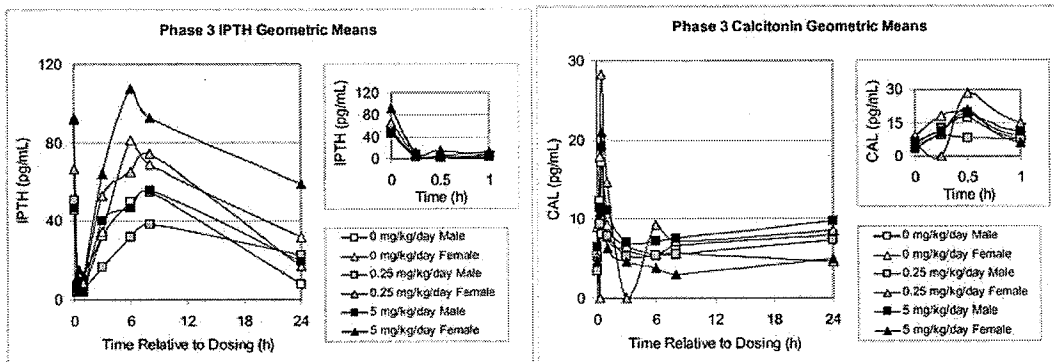 Phase 3 IPTH Geometric Means
120
80
40
0
IPTH (pg/mL)
0 6 12 18 24
Time Relative to Dosing (h)
120
100
80
60
40
20
0
IPTH (pg/mL)
0 0.5 1
Time (h)
0 mg/kg/day Male
0 mg/kg/day Female
0.25 mg/kg/day Male
0.25 mg/kg/day Female
5 mg/kg/day Male
5 mg/kg/day Female
Phase 3 Calcitonin Geometric Means
30
20
10
0
CAL (pg/mL)
0 6 12 18 24
Time Relative to Dosing (h)
30
15
0
CAL (pg/mL)
0 0.5 1
Time (h)
0 mg/kg/day Male
0 mg/kg/day Female
0.25 mg/kg/day Male
0.25 mg/kg/day Female
5 mg/kg/day Male
5 mg/kg/day Female